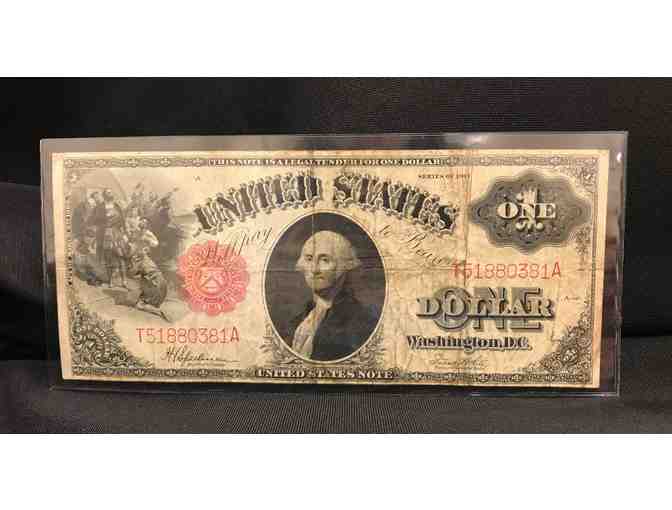 THIS NOTE IS A LEGAL TENDER FOR ONE DOLLAR
SERIES OF 1917
UNITED STATES
ONE
Will pay to Bearer
T51880381A
T51880381A
ONE
DOLLAR
Washington, D.C.
UNITED STATES NOTE